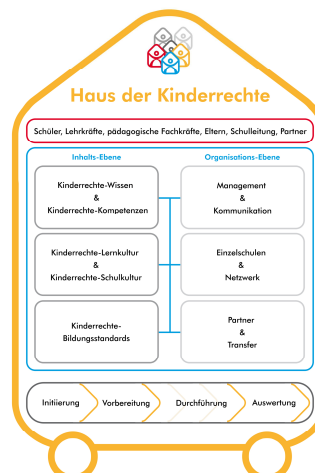 Haus der Kinderrechte
Schüler, Lehrkräfte, pädagogische Fachkräfte, Eltern, Schulleitung, Partner
Inhalts-Ebene
Kinderrechte-Wissen
&
Kinderrechte-Kompetenzen
Kinderrechte-Lernkultur
&
Kinderrechte-Schulkultur
Kinderrechte-
Bildungsstandards
Organisations-Ebene
Management
&
Kommunikation
Einzelschulen
&
Netzwerk
Partner
&
Transfer
Initiierung Vorbereitung Durchführung Auswertung